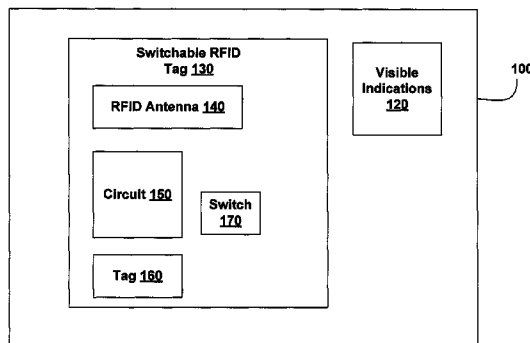 Switchable RFID
Tag 130
RFID Antenna 140
Circuit 150
Switch
170
Tag 160
Visible
Indications
120
100